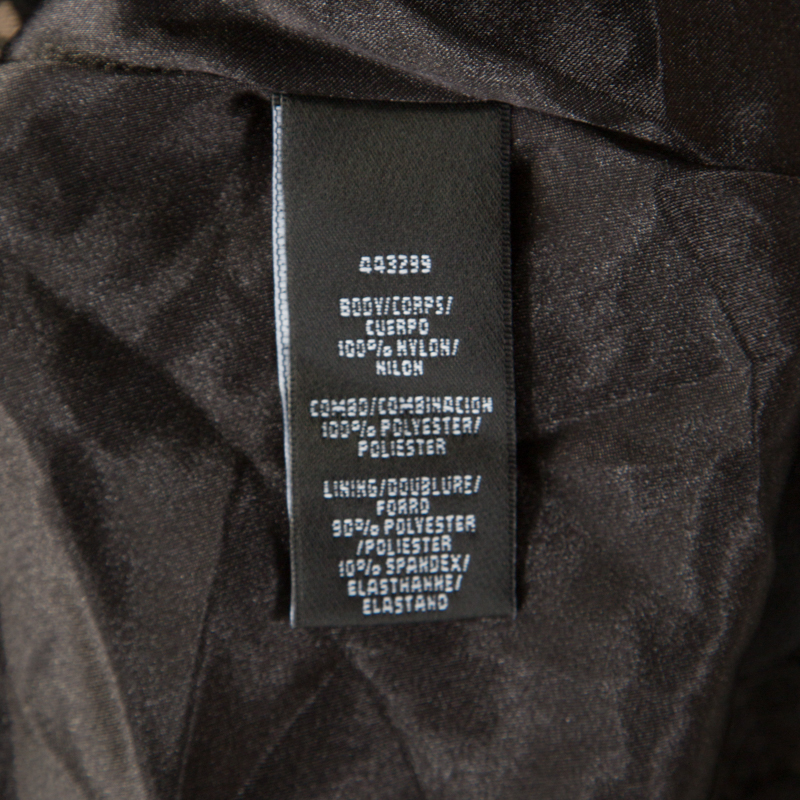 443299
BODY/CORPS/
CUERPO
100% NYLON/
NILON
COMBO/COMBINACION
100% POLYESTER/
POLIESTER
LINING/DOUBLURE/
FORRO
90% POLYESTER
/POLIESTER
10% SPANDEX/
ELASTHANNE/
ELASTANO